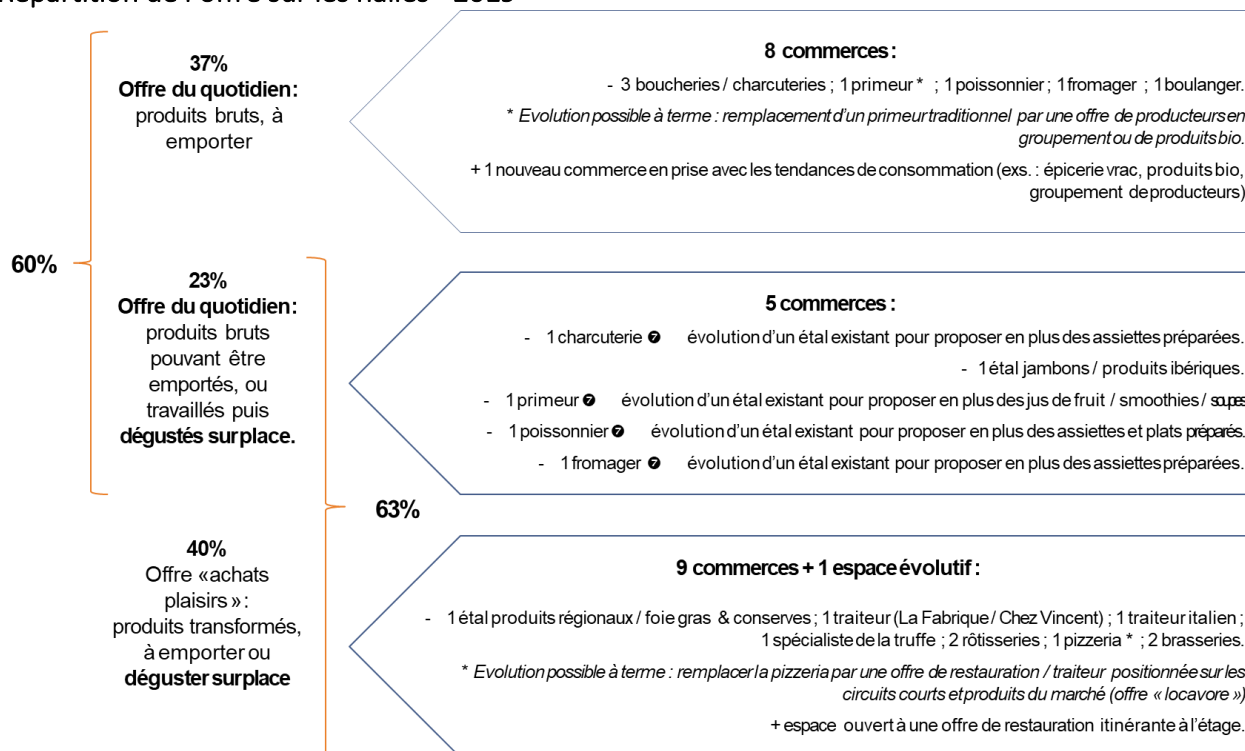 Répartition de l'offre sur les halles - 2025
37%
Offre du quotidien :
produits bruts, à
emporter
8 commerces :
- 3 boucheries / charcuteries ; 1 primeur * ; 1 poissonnier ; 1 fromager ; 1 boulanger.
* Evolution possible à terme : remplacement d'un primeur traditionnel par une offre de producteurs en
groupement ou de produits bio.
+ 1 nouveau commerce en prise avec les tendances de consommation (exs. : épicerie vrac, produits bio,
groupement de producteurs)
60%
23%
Offre du quotidien :
produits bruts
pouvant être
emportés, ou
travaillés puis
dégustés sur place.
5 commerces :
- 1 charcuterie ❼ évolution d'un étal existant pour proposer en plus des assiettes préparées.
- 1 étal jambons / produits ibériques.
- 1 primeur ❼ évolution d'un étal existant pour proposer en plus des jus de fruit / smoothies / soupes
- 1 poissonnier ❼ évolution d'un étal existant pour proposer en plus des assiettes et plats préparés.
- 1 fromager ❼ évolution d'un étal existant pour proposer en plus des assiettes préparées.
63%
40%
Offre « achats
plaisirs » :
produits transformés,
à emporter ou
déguster sur place
9 commerces + 1 espace évolutif :
- 1 étal produits régionaux / foie gras & conserves ; 1 traiteur (La Fabrique / Chez Vincent) ; 1 traiteur italien ;
1 spécialiste de la truffe ; 2 rôtisseries ; 1 pizzeria * ; 2 brasseries.
* Evolution possible à terme : remplacer la pizzeria par une offre de restauration / traiteur positionnée sur les
circuits courts et produits du marché (offre « locavore »)
+ espace ouvert à une offre de restauration itinérante à l'étage.